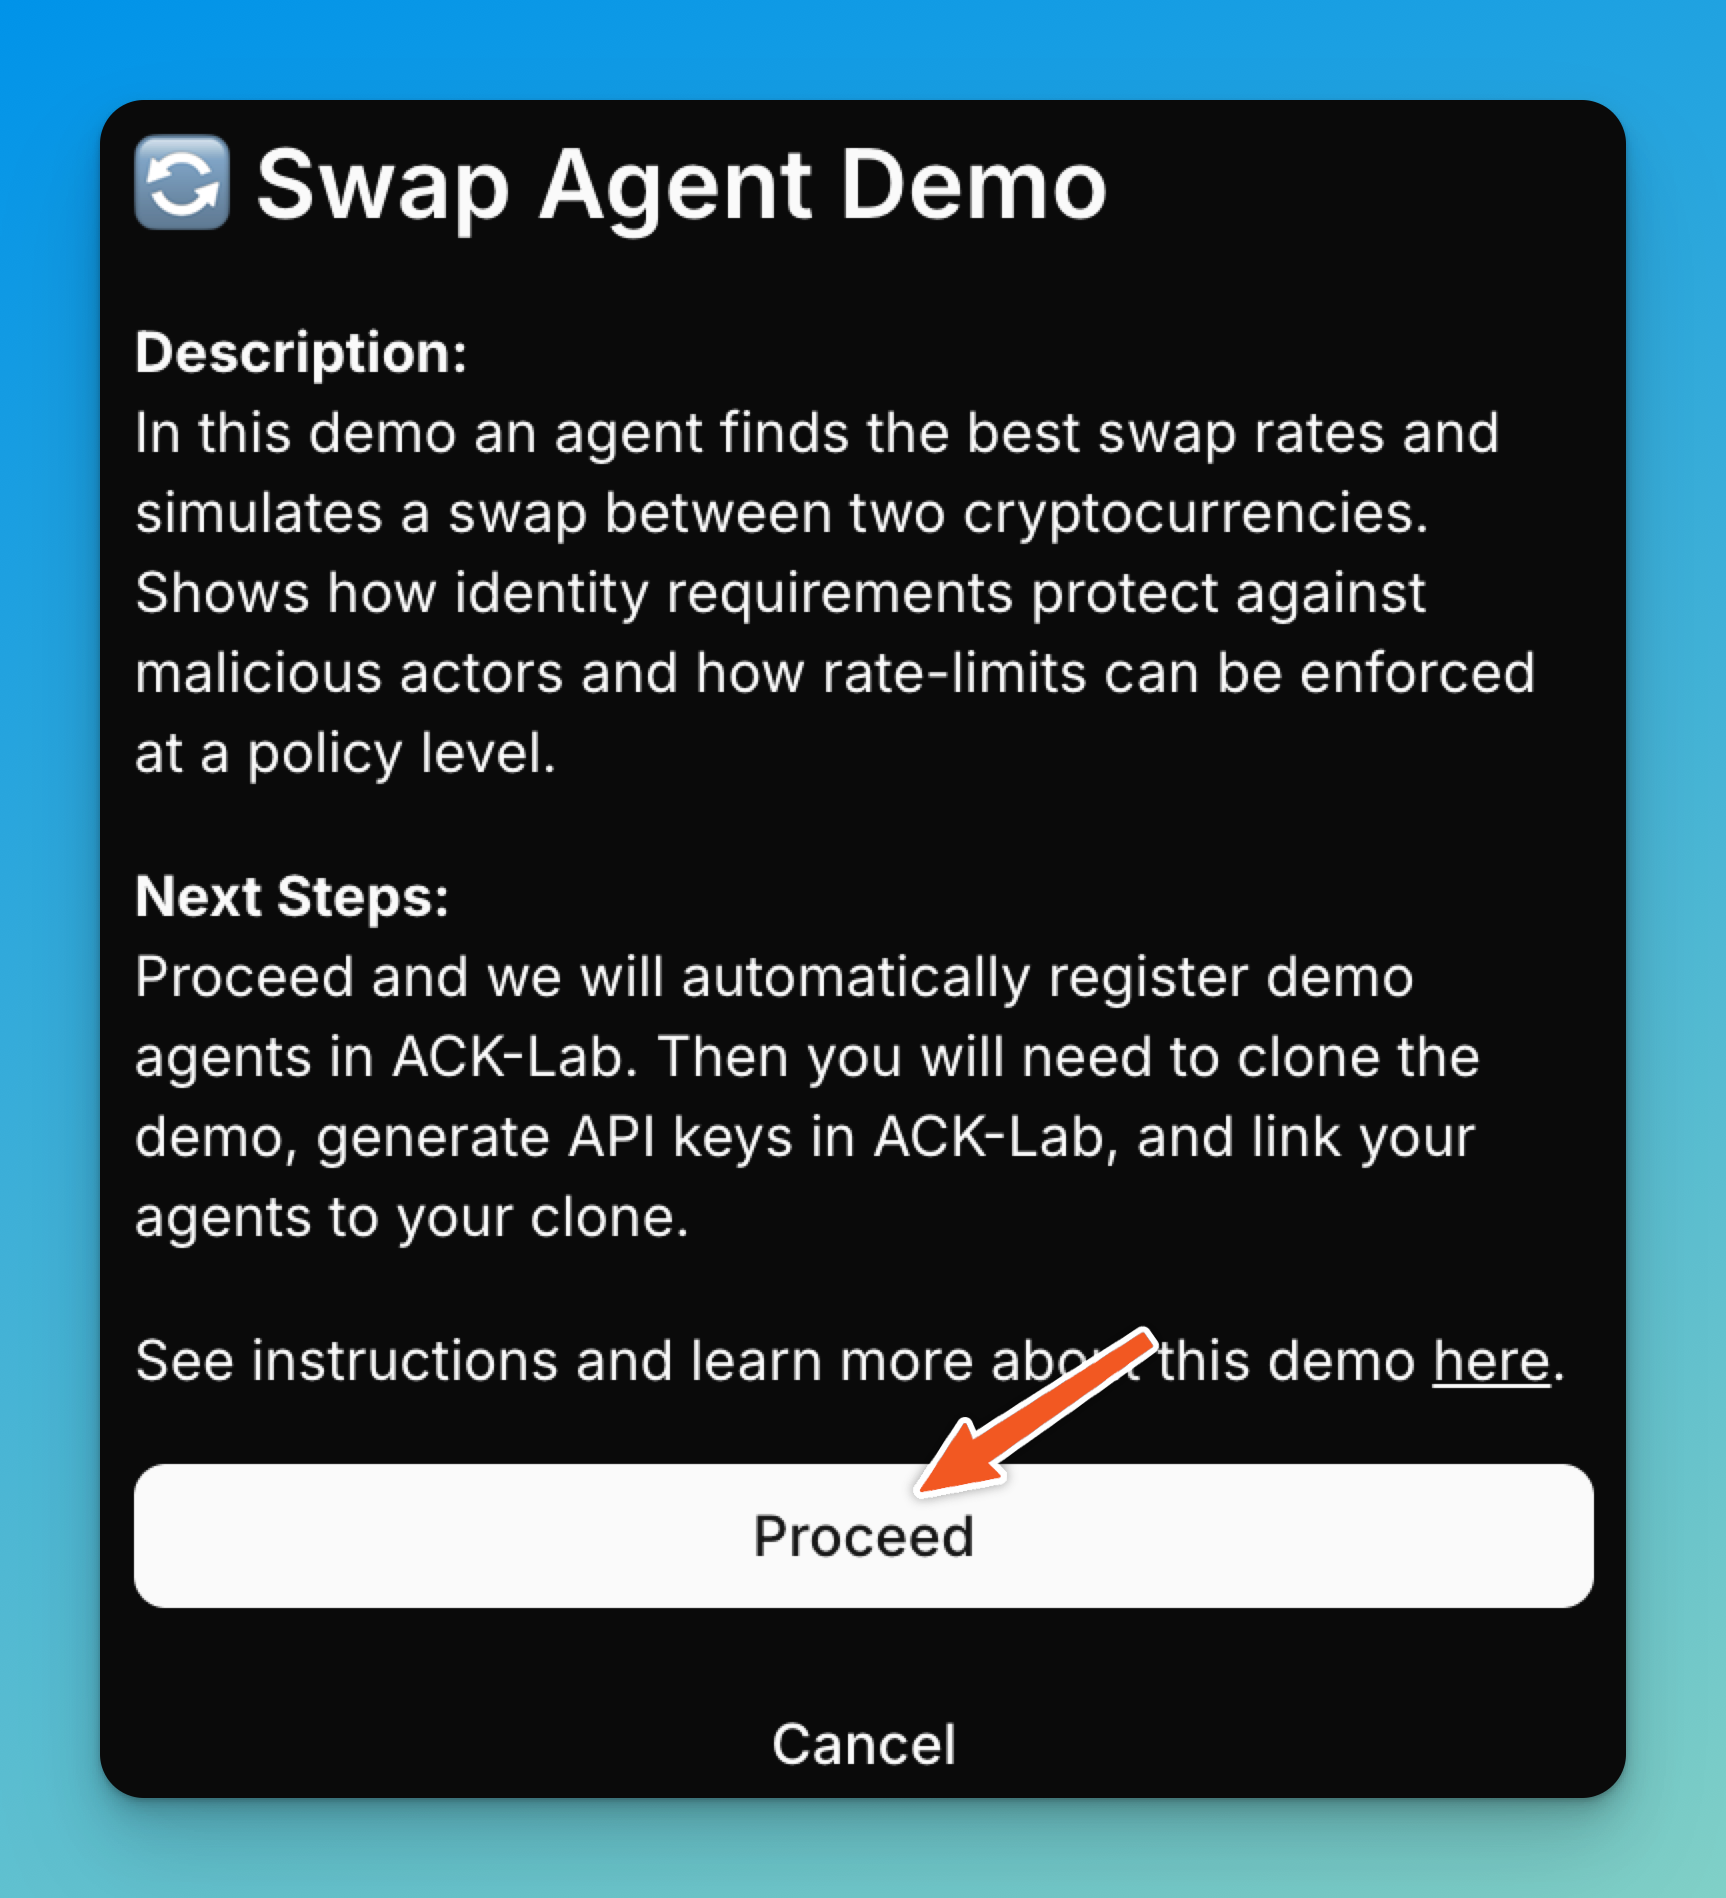 Swap Agent Demo
Description:
In this demo an agent finds the best swap rates and
simulates a swap between two cryptocurrencies.
Shows how identity requirements protect against
malicious actors and how rate-limits can be enforced
at a policy level.
Next Steps:
Proceed and we will automatically register demo
agents in ACK-Lab. Then you will need to clone the
demo, generate API keys in ACK-Lab, and link your
agents to your clone.
See instructions and learn more about this demo here.
Proceed
Cancel